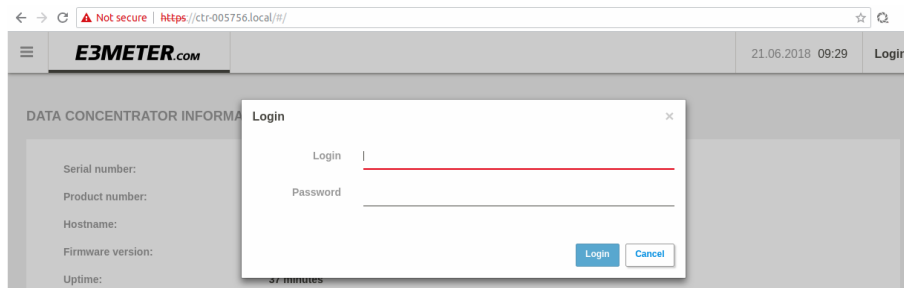 Not secure | https://ctr-005756.local/#/
E3METER.COM
21.06.2018 09:29
Login
DATA CONCENTRATOR INFORMA
Login ×
Login
Password
Login Cancel
Serial number:
Product number:
Hostname:
Firmware version:
Uptime: 37 minutes